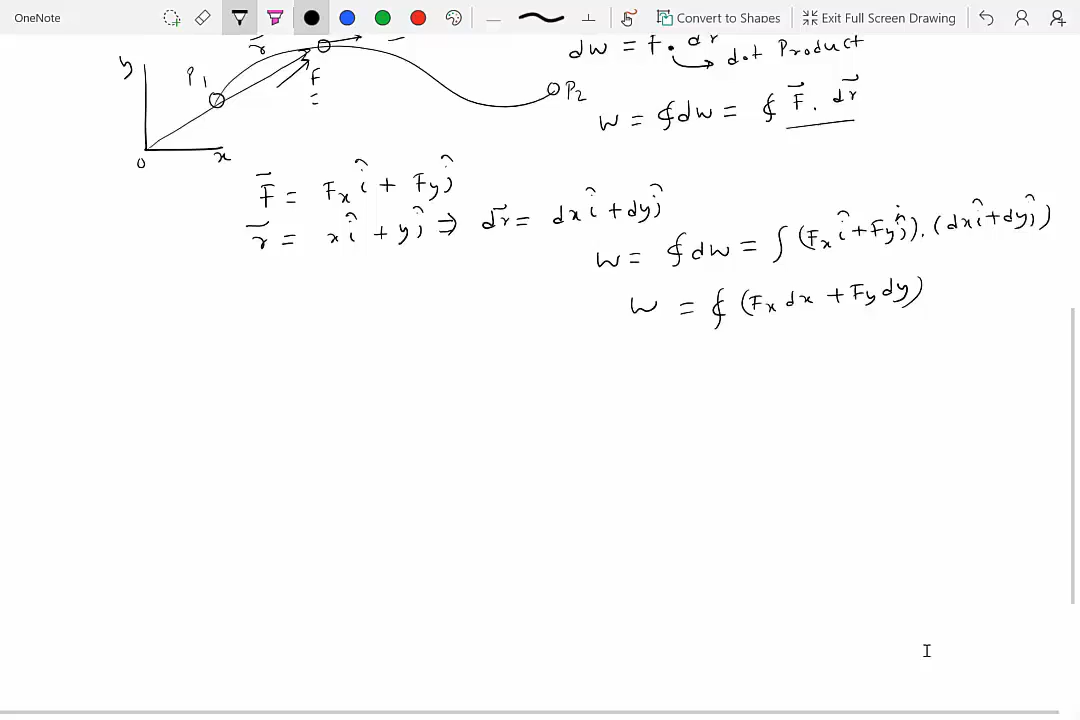 OneNote
Convert to Shapes
Exit Full Screen Drawing
y
P1
r̄
F
P2
0
x
dw = F . dr
dot Product
W = ∮dw = ∮ F⃗ . dr⃗
F̄ = Fx î + Fy ĵ
r̄ = x î + y ĵ ⇒ dr̄ = dx î + dy ĵ
W = ∮ dw = ∫ (Fx î + Fy ĵ) . (dx î + dy ĵ)
W = ∮ (Fx dx + Fy dy)